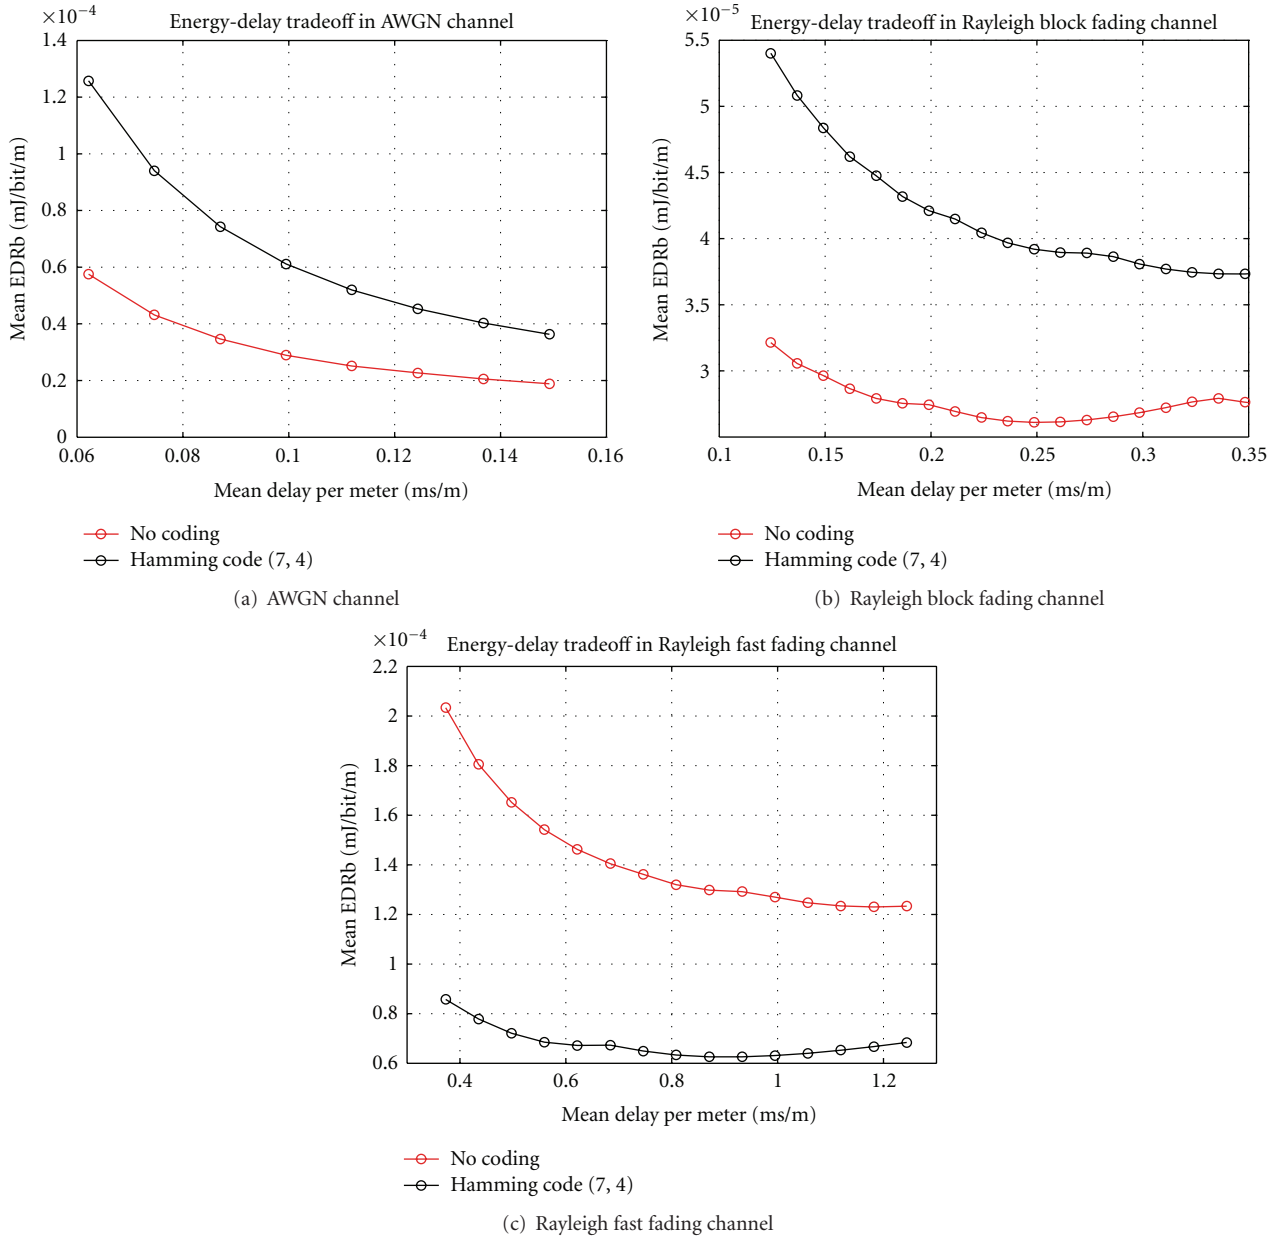 ×10⁻⁴
Energy-delay tradeoff in AWGN channel
1.4
1.2
1
0.8
0.6
0.4
0.2
0
Mean EDRb (mJ/bit/m)
0.06 0.08 0.1 0.12 0.14 0.16
Mean delay per meter (ms/m)
No coding
Hamming code (7, 4)
(a) AWGN channel
×10⁻⁵
Energy-delay tradeoff in Rayleigh block fading channel
5.5
5
4.5
4
3.5
3
Mean EDRb (mJ/bit/m)
0.1 0.15 0.2 0.25 0.3 0.35
Mean delay per meter (ms/m)
No coding
Hamming code (7, 4)
(b) Rayleigh block fading channel
×10⁻⁴
Energy-delay tradeoff in Rayleigh fast fading channel
2.2
2
1.8
1.6
1.4
1.2
1
0.8
0.6
Mean EDRb (mJ/bit/m)
0.4 0.6 0.8 1 1.2
Mean delay per meter (ms/m)
No coding
Hamming code (7, 4)
(c) Rayleigh fast fading channel